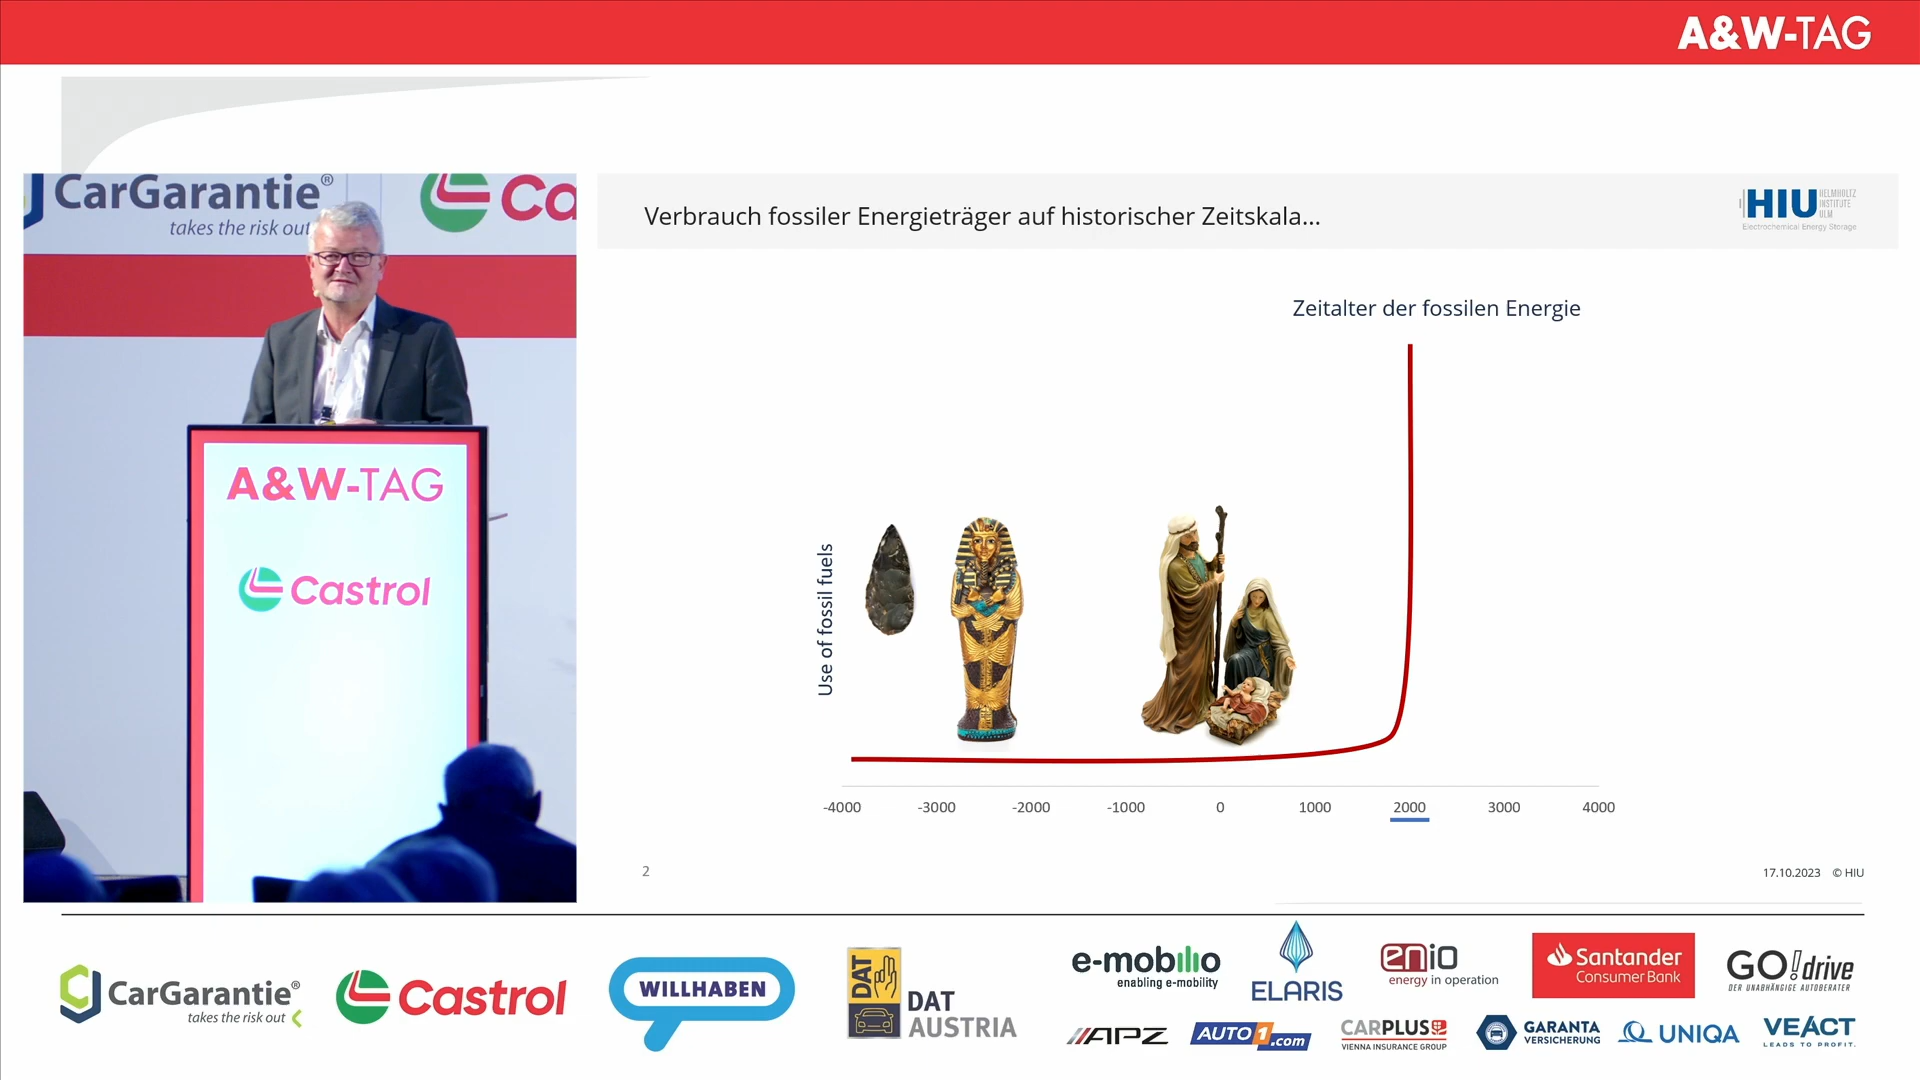 A&W-TAG
CarGarantie®
takes the risk out
Ca
A&W-TAG
Castrol
Verbrauch fossiler Energieträger auf historischer Zeitskala...
HIU HELMHOLTZ
INSTITUTE
ULM
Electrochemical Energy Storage
Zeitalter der fossilen Energie
Use of fossil fuels
-4000 -3000 -2000 -1000 0 1000 2000 3000 4000
2
17.10.2023 © HIU
CarGarantie®
takes the risk out
Castrol
WILLHABEN
DAT
DAT
AUSTRIA
e-mobilio
enabling e-mobility
ELARIS
enio
energy in operation
Santander
Consumer Bank
GO!drive
DER UNABHÄNGIGE AUTOBERATER
APZ
AUTO1.com
CARPLUS
VIENNA INSURANCE GROUP
GARANTA
VERSICHERUNG
UNIQA
VEACT
LEADS TO PROFIT.